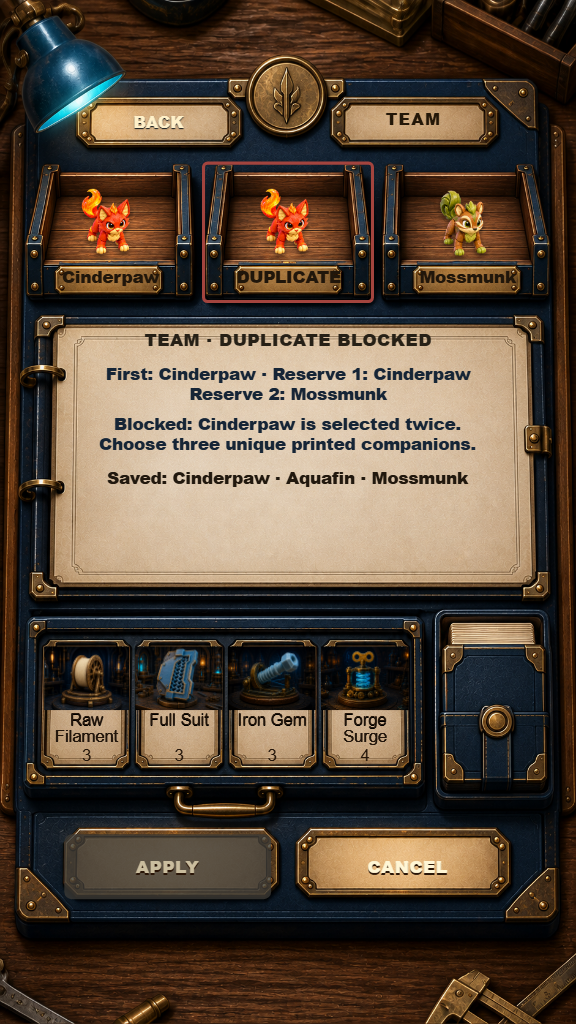 BACK
TEAM
Cinderpaw
DUPLICATE
Mossmunk
TEAM · DUPLICATE BLOCKED
First: Cinderpaw · Reserve 1: Cinderpaw
Reserve 2: Mossmunk
Blocked: Cinderpaw is selected twice.
Choose three unique printed companions.
Saved: Cinderpaw · Aquafin · Mossmunk
Raw
Filament
3
Full Suit
3
Iron Gem
3
Forge
Surge
4
APPLY
CANCEL